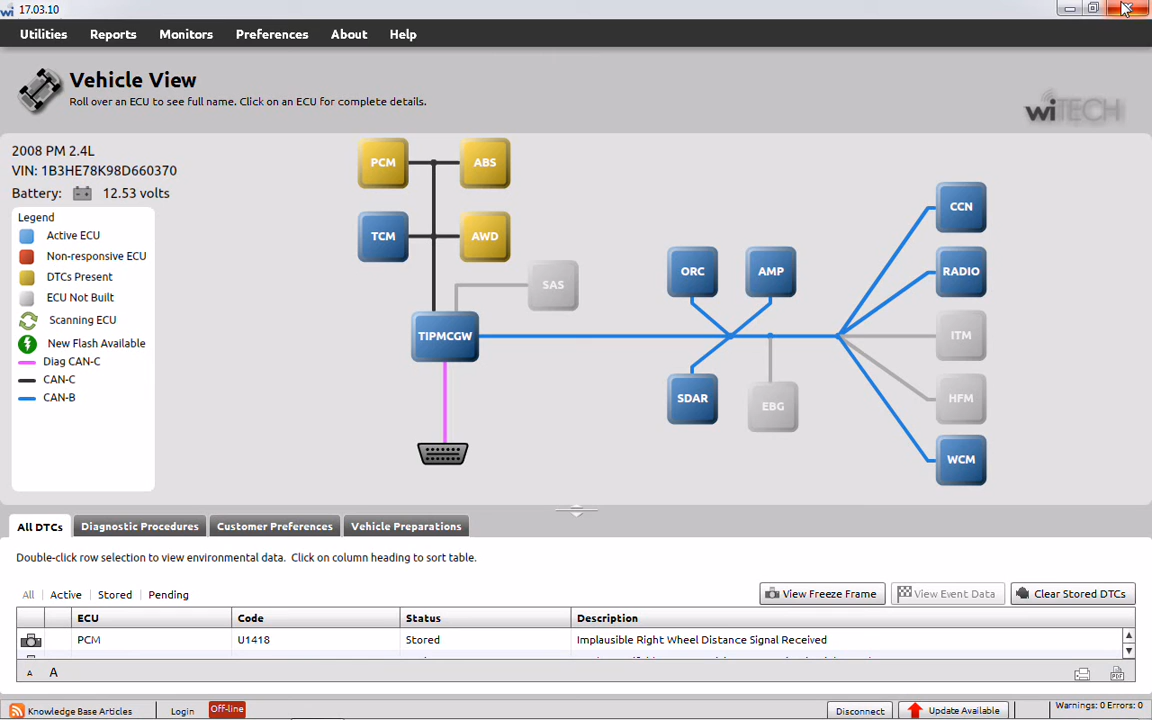 wi 17.03.10
Utilities Reports Monitors Preferences About Help
Vehicle View
Roll over an ECU to see full name. Click on an ECU for complete details.
wiTECH
2008 PM 2.4L
VIN: 1B3HE78K98D660370
Battery: 12.53 volts
Legend
Active ECU
Non-responsive ECU
DTCs Present
ECU Not Built
Scanning ECU
New Flash Available
Diag CAN-C
CAN-C
CAN-B
PCM ABS
TCM AWD
SAS
TIPMCGW
ORC AMP
SDAR EBG
CCN
RADIO
ITM
HFM
WCM
All DTCs Diagnostic Procedures Customer Preferences Vehicle Preparations
Double-click row selection to view environmental data. Click on column heading to sort table.
All Active Stored Pending View Freeze Frame View Event Data Clear Stored DTCs
ECU Code Status Description
PCM U1418 Stored Implausible Right Wheel Distance Signal Received
A A PDF
Knowledge Base Articles Login Off-line Disconnect Update Available Warnings: 0 Errors: 0